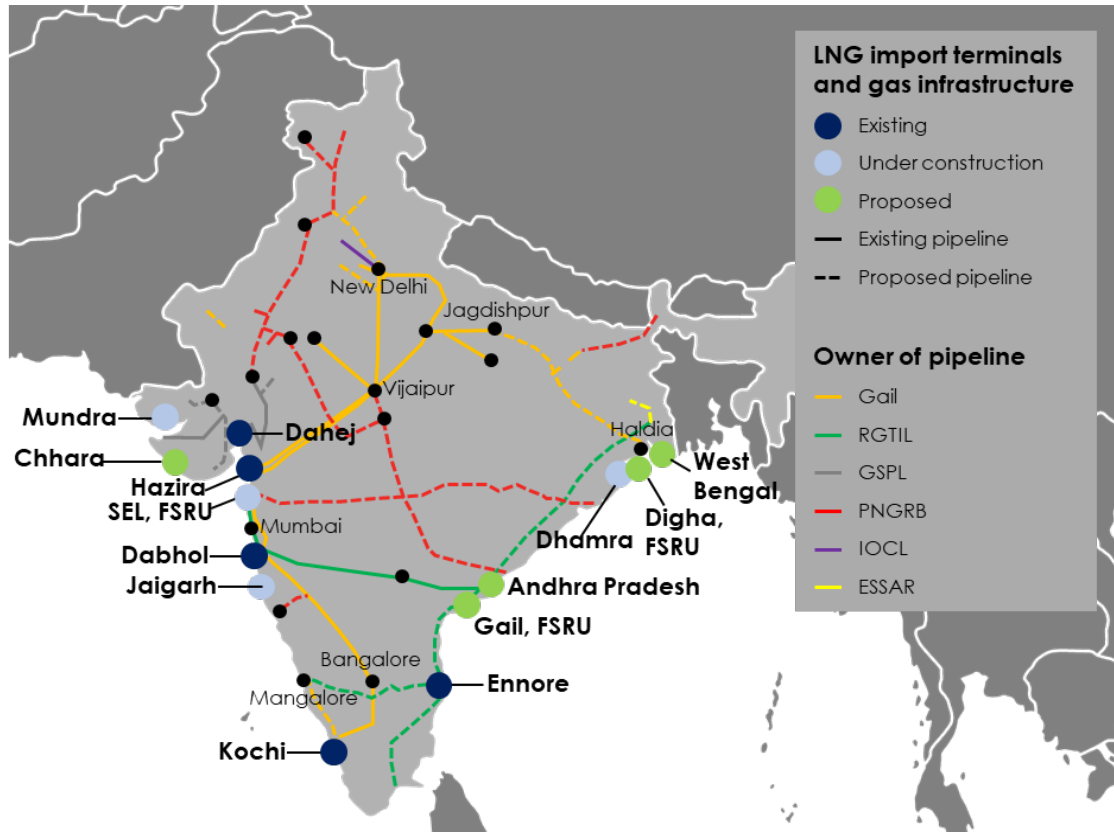 LNG import terminals
and gas infrastructure
Existing
Under construction
Proposed
Existing pipeline
Proposed pipeline
Owner of pipeline
Gail
RGTIL
GSPL
PNGRB
IOCL
ESSAR
New Delhi
Jagdishpur
Vijaipur
Mundra
Dahej
Haldia
Chhara
West
Bengal
Hazira
SEL, FSRU
Digha,
FSRU
Mumbai
Dhamra
Dabhol
Jaigarh
Andhra Pradesh
Gail, FSRU
Bangalore
Mangalore
Ennore
Kochi